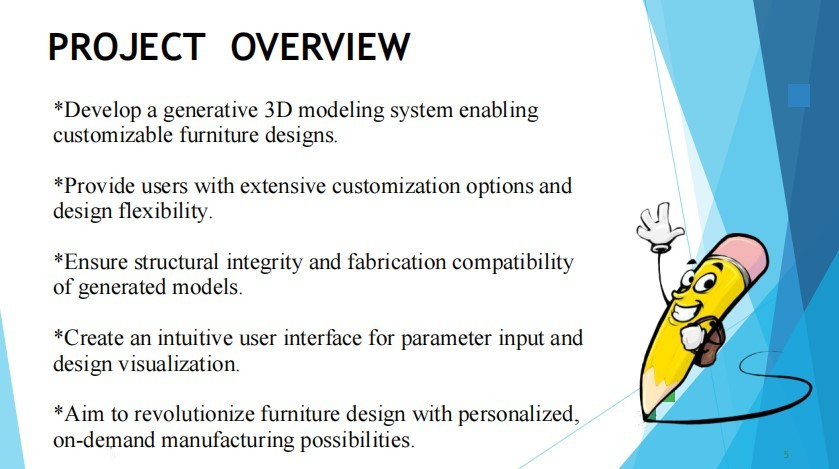 PROJECT OVERVIEW
*Develop a generative 3D modeling system enabling
customizable furniture designs.
*Provide users with extensive customization options and
design flexibility.
*Ensure structural integrity and fabrication compatibility
of generated models.
*Create an intuitive user interface for parameter input and
design visualization.
*Aim to revolutionize furniture design with personalized,
on-demand manufacturing possibilities.
5